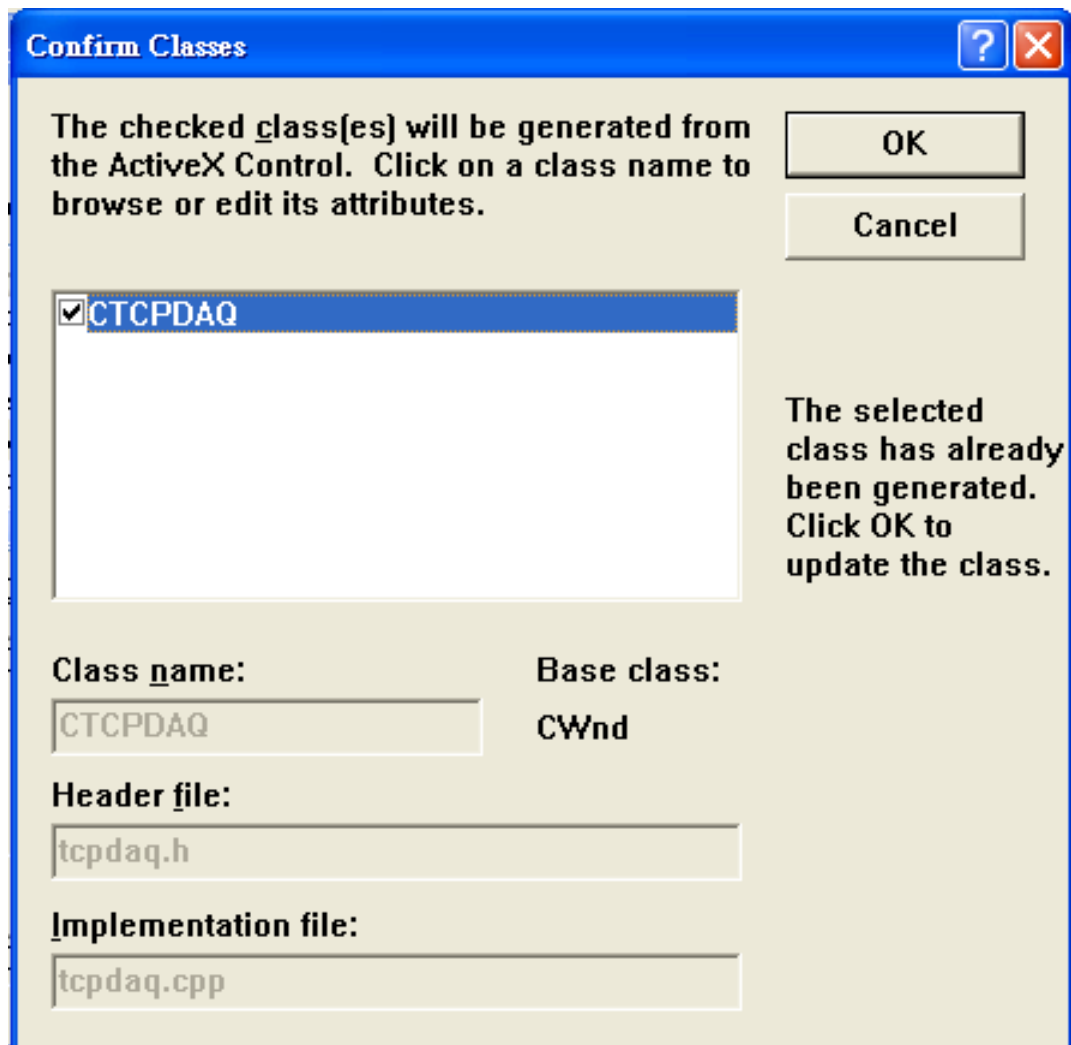 Confirm Classes
The checked class(es) will be generated from
the ActiveX Control.  Click on a class name to
browse or edit its attributes.
OK
Cancel
CTCPDAQ
The selected
class has already
been generated.
Click OK to
update the class.
Class name:
CTCPDAQ
Base class:
CWnd
Header file:
tcpdaq.h
Implementation file:
tcpdaq.cpp